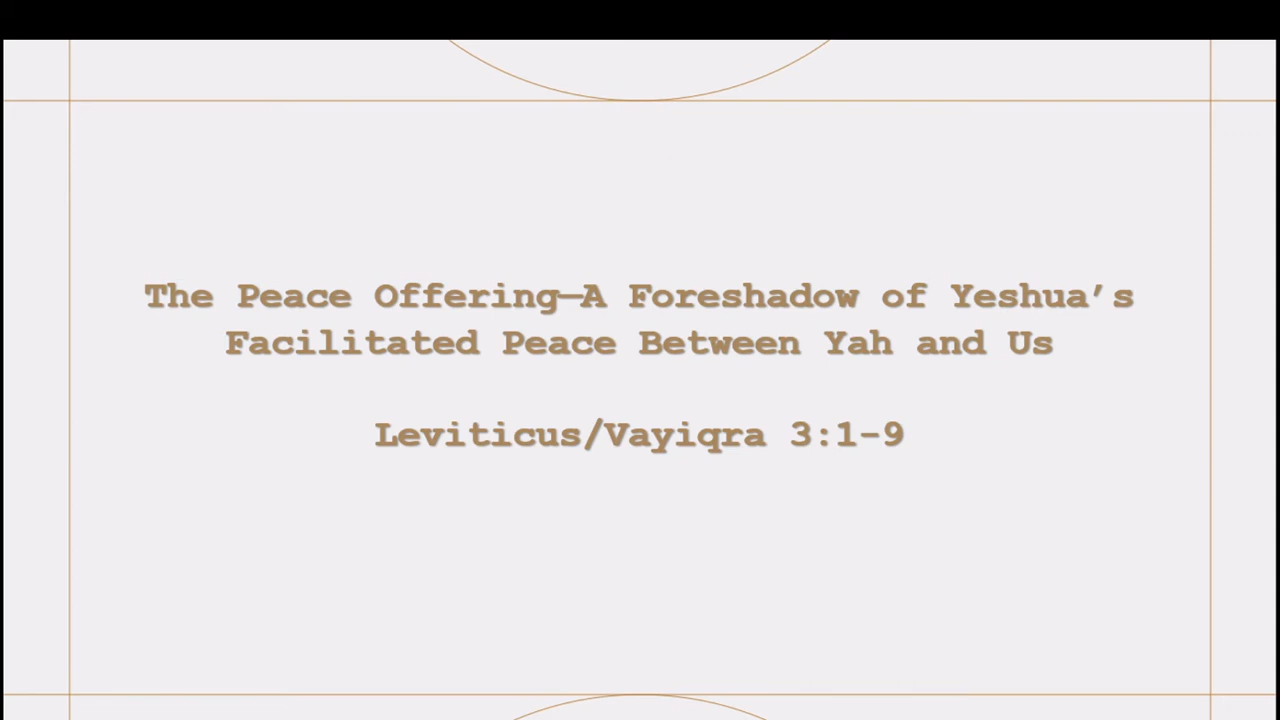 The Peace Offering—A Foreshadow of Yeshua’s
Facilitated Peace Between Yah and Us
Leviticus/Vayiqra 3:1-9